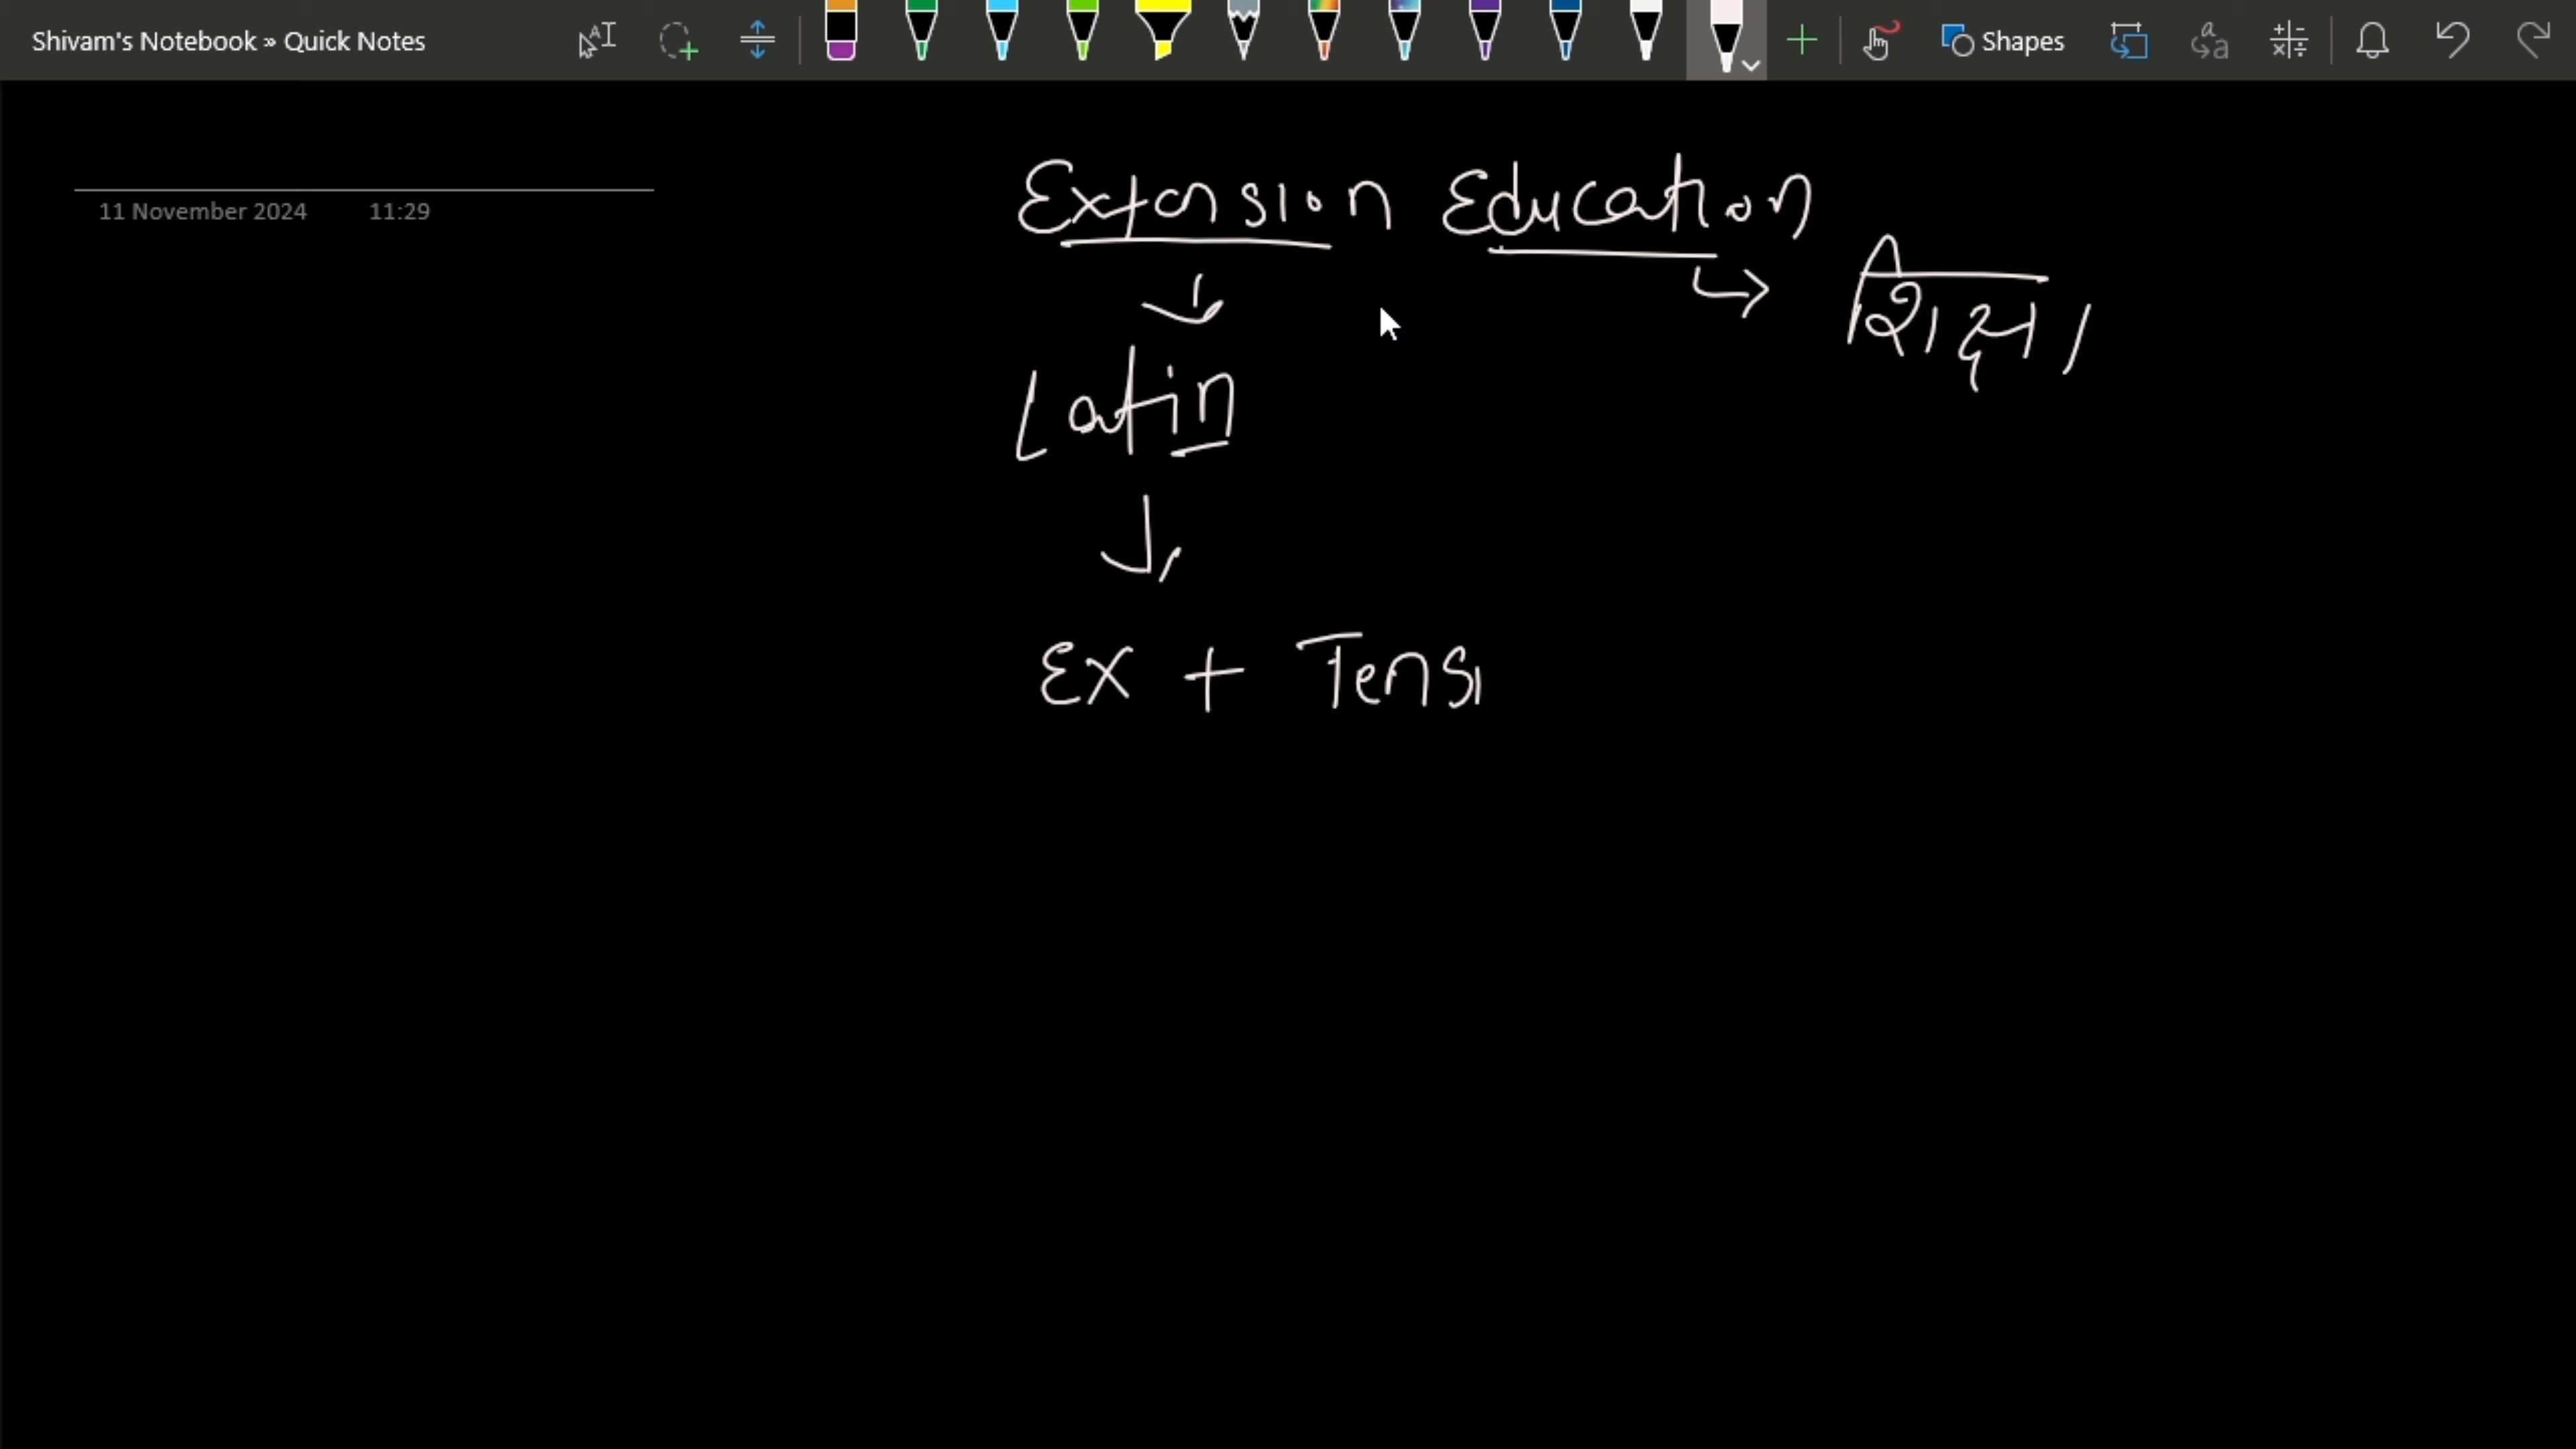 Shivam's Notebook » Quick Notes
Shapes
11 November 2024 11:29
Extension Education
शिक्षा
Latin
Ex + Tensi